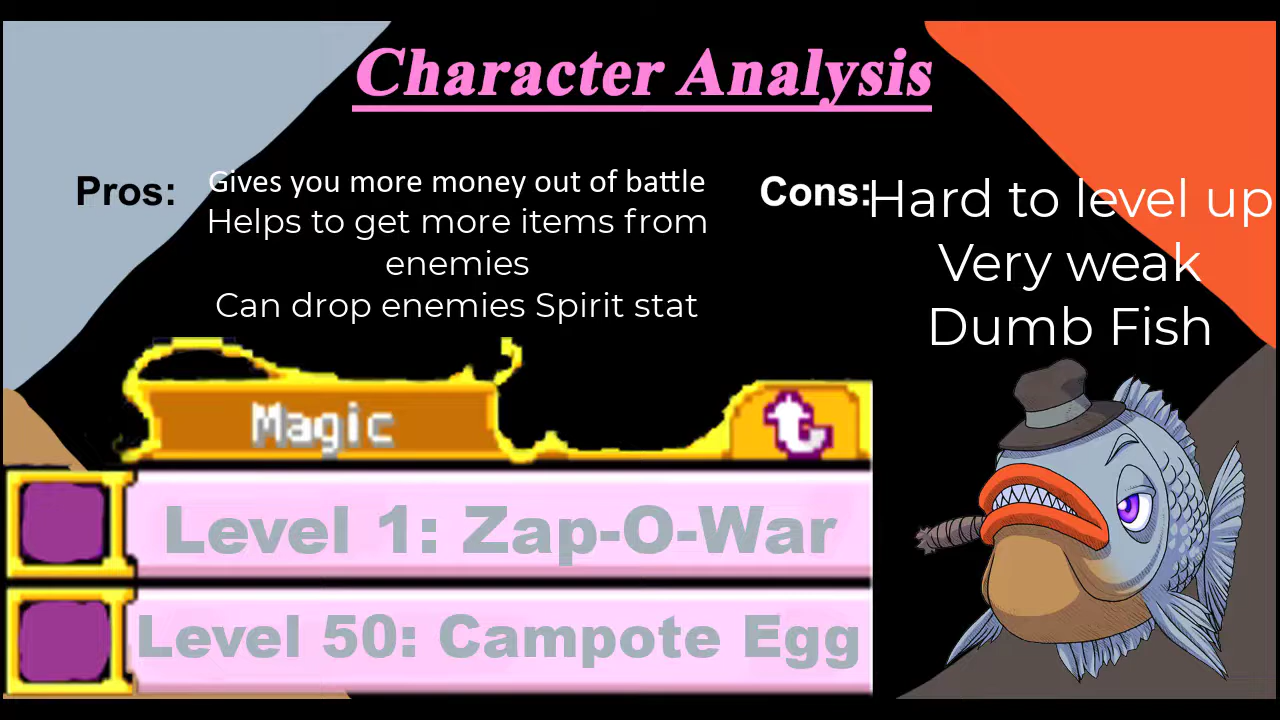 Character Analysis
Pros:
Gives you more money out of battle
Helps to get more items from
enemies
Can drop enemies Spirit stat
Cons:
Hard to level up
Very weak
Dumb Fish
Magic
t
Level 1: Zap-O-War
Level 50: Campote Egg